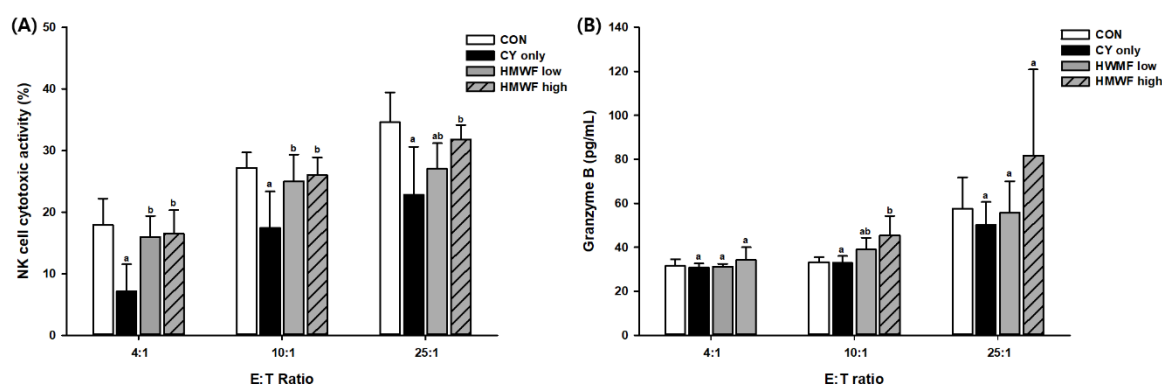 (A)
NK cell cytotoxic activity (%)
50
40
30
20
10
0
CON
CY only
HMWF low
HMWF high
a
b
b
a
b
b
a
ab
b
4:1
10:1
25:1
E:T Ratio
(B)
Granzyme B (pg/mL)
140
120
100
80
60
40
20
0
CON
CY only
HWMF low
HMWF high
a
a
a
a
ab
b
a
a
a
4:1
10:1
25:1
E:T ratio